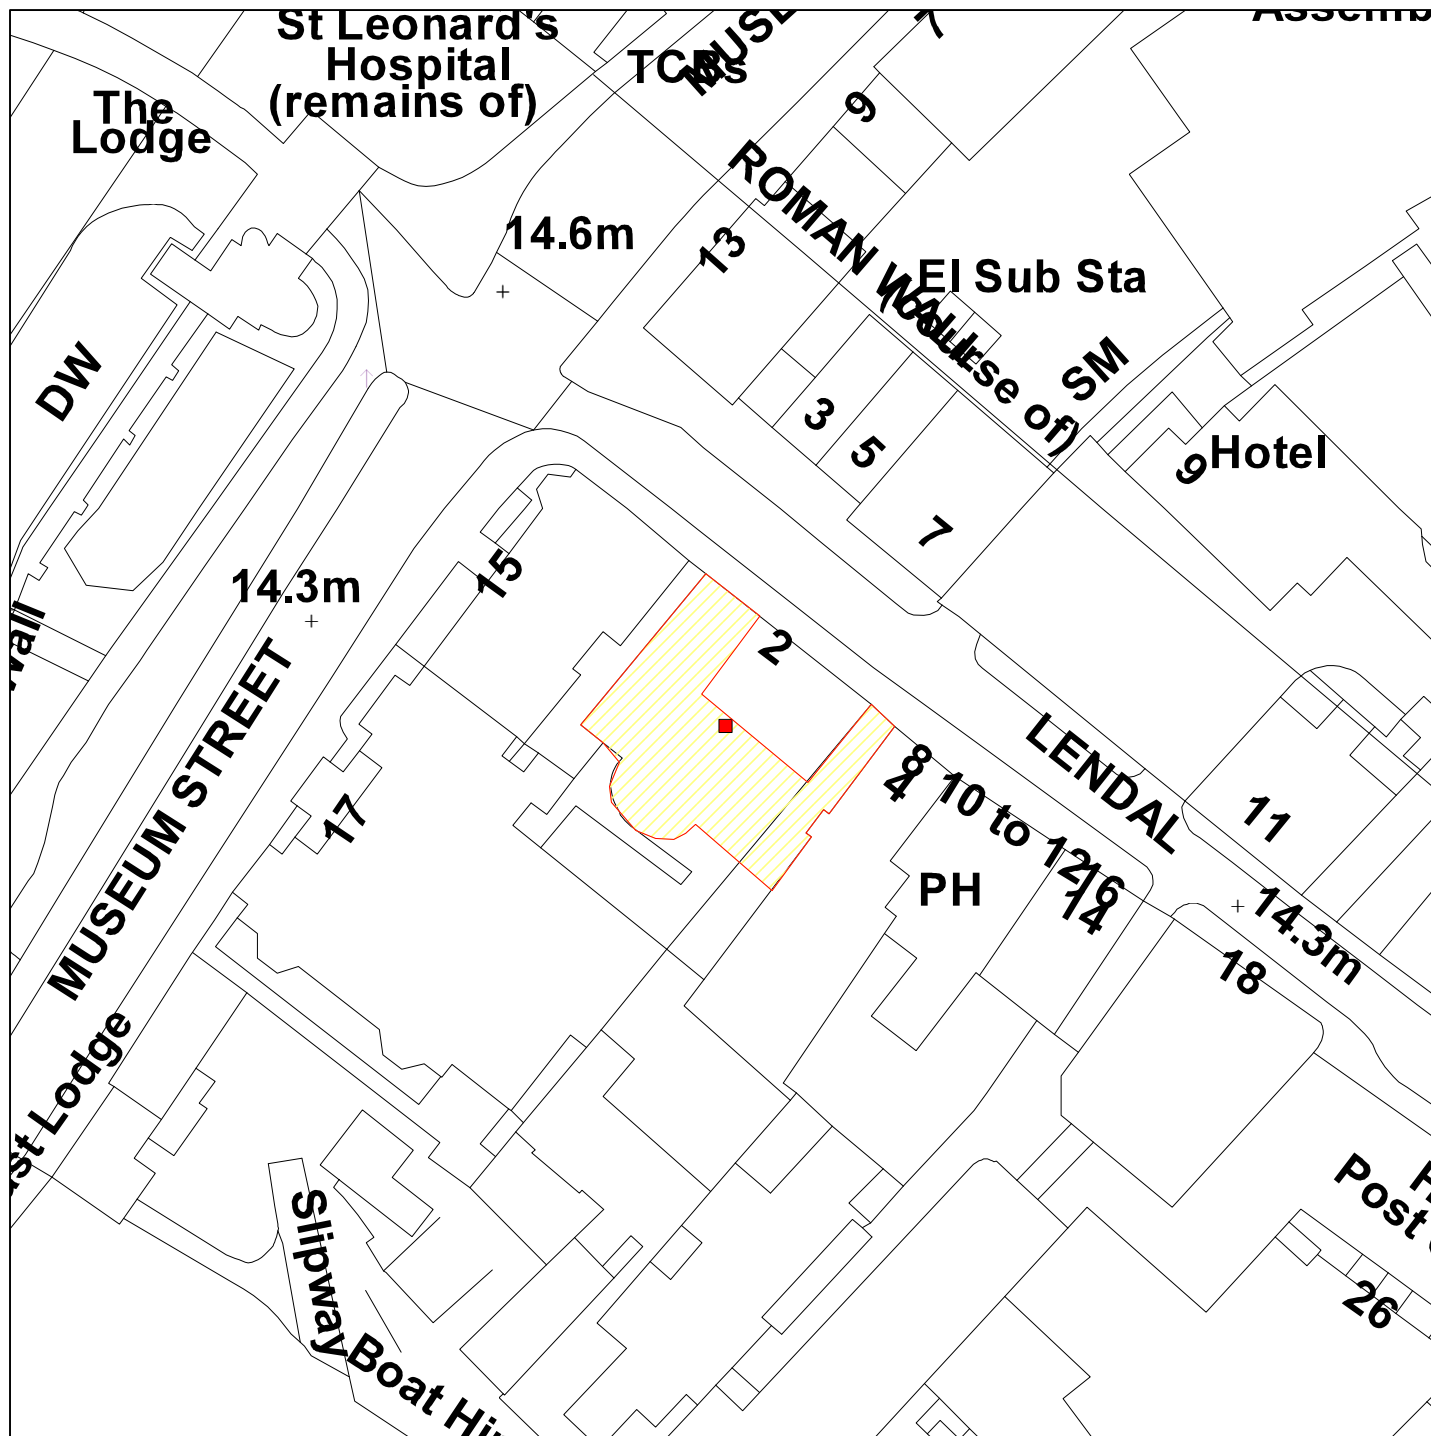 St Leonard's
Hospital
(remains of)
TCBs
The
Lodge
9
7
ROMAN WALL
(course of)
14.6m
13
El Sub Sta
SM
DW
3
5
7
9
Hotel
15
14.3m
2
MUSEUM STREET
LENDAL
17
8
4
10 to 12
16
14
PH
11
14.3m
18
Slipway
Boat
26
Post